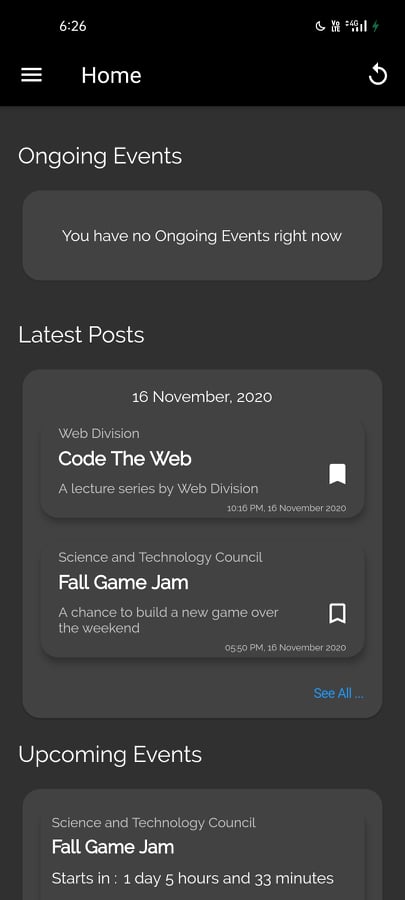 6:26
Vo
LTE
4G
Home
Ongoing Events
You have no Ongoing Events right now
Latest Posts
16 November, 2020
Web Division
Code The Web
A lecture series by Web Division
10:16 PM, 16 November 2020
Science and Technology Council
Fall Game Jam
A chance to build a new game over
the weekend
05:50 PM, 16 November 2020
See All ...
Upcoming Events
Science and Technology Council
Fall Game Jam
Starts in : 1 day 5 hours and 33 minutes